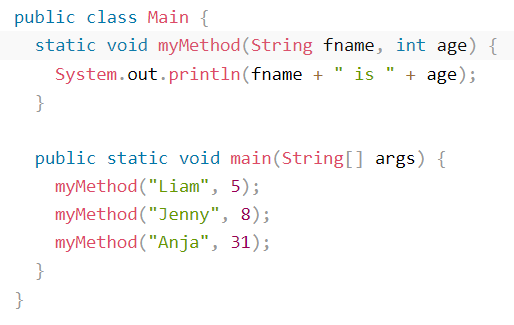 public class Main {
  static void myMethod(String fname, int age) {
    System.out.println(fname + " is " + age);
  }

  public static void main(String[] args) {
    myMethod("Liam", 5);
    myMethod("Jenny", 8);
    myMethod("Anja", 31);
  }
}